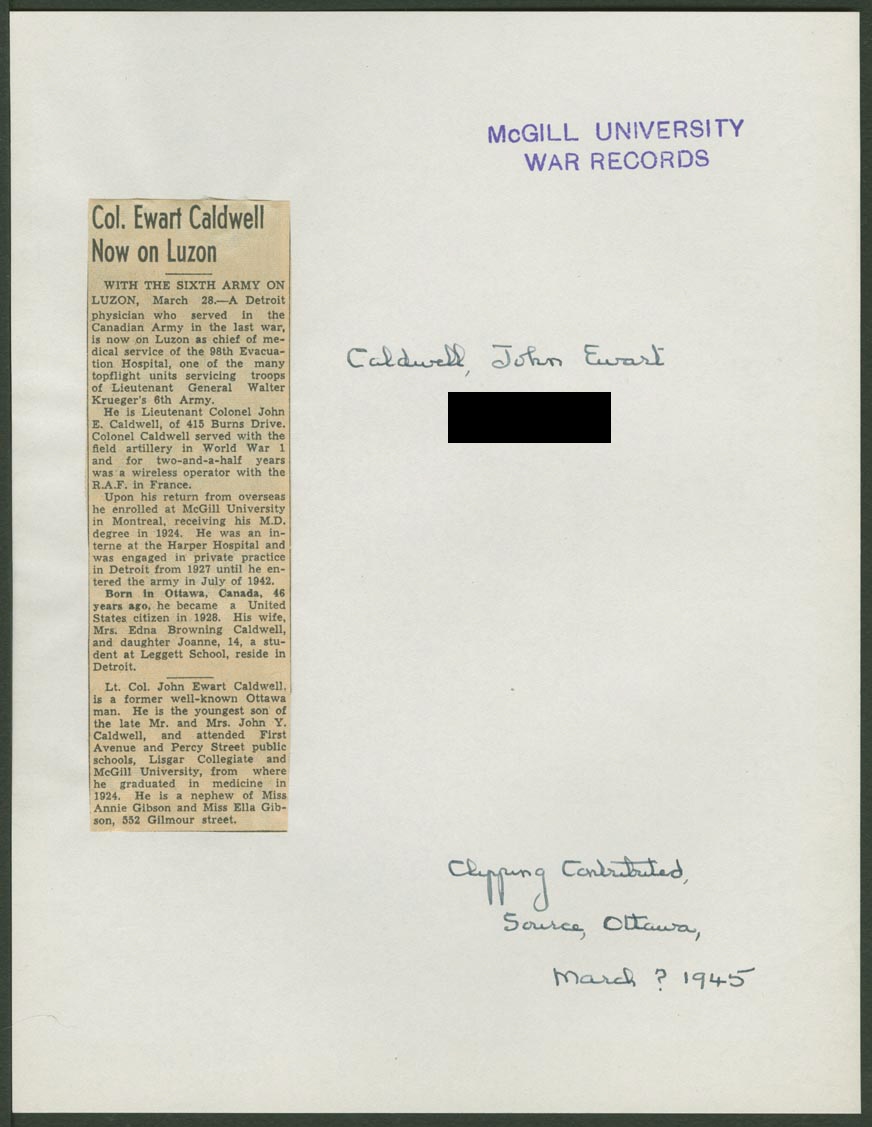 McGILL UNIVERSITY
WAR RECORDS
Col. Ewart Caldwell
Now on Luzon
WITH THE SIXTH ARMY ON
LUZON, March 28.—A Detroit
physician who served in the
Canadian Army in the last war,
is now on Luzon as chief of me-
dical service of the 98th Evacua-
tion Hospital, one of the many
topflight units servicing troops
of Lieutenant General Walter
Krueger's 6th Army.
He is Lieutenant Colonel John
E. Caldwell, of 415 Burns Drive.
Colonel Caldwell served with the
field artillery in World War 1
and for two-and-a-half years
was a wireless operator with the
R.A.F. in France.
Upon his return from overseas
he enrolled at McGill University
in Montreal, receiving his M.D.
degree in 1924. He was an in-
terne at the Harper Hospital and
was engaged in private practice
in Detroit from 1927 until he en-
tered the army in July of 1942.
Born in Ottawa, Canada, 46
years ago, he became a United
States citizen in 1928. His wife,
Mrs. Edna Browning Caldwell,
and daughter Joanne, 14, a stu-
dent at Leggett School, reside in
Detroit.
Lt. Col. John Ewart Caldwell,
is a former well-known Ottawa
man. He is the youngest son of
the late Mr. and Mrs. John Y.
Caldwell, and attended First
Avenue and Percy Street public
schools, Lisgar Collegiate and
McGill University, from where
he graduated in medicine in
1924. He is a nephew of Miss
Annie Gibson and Miss Ella Gib-
son, 552 Gilmour street.
Caldwell, John Ewart
Clipping Contributed,
Source, Ottawa,
March ? 1945